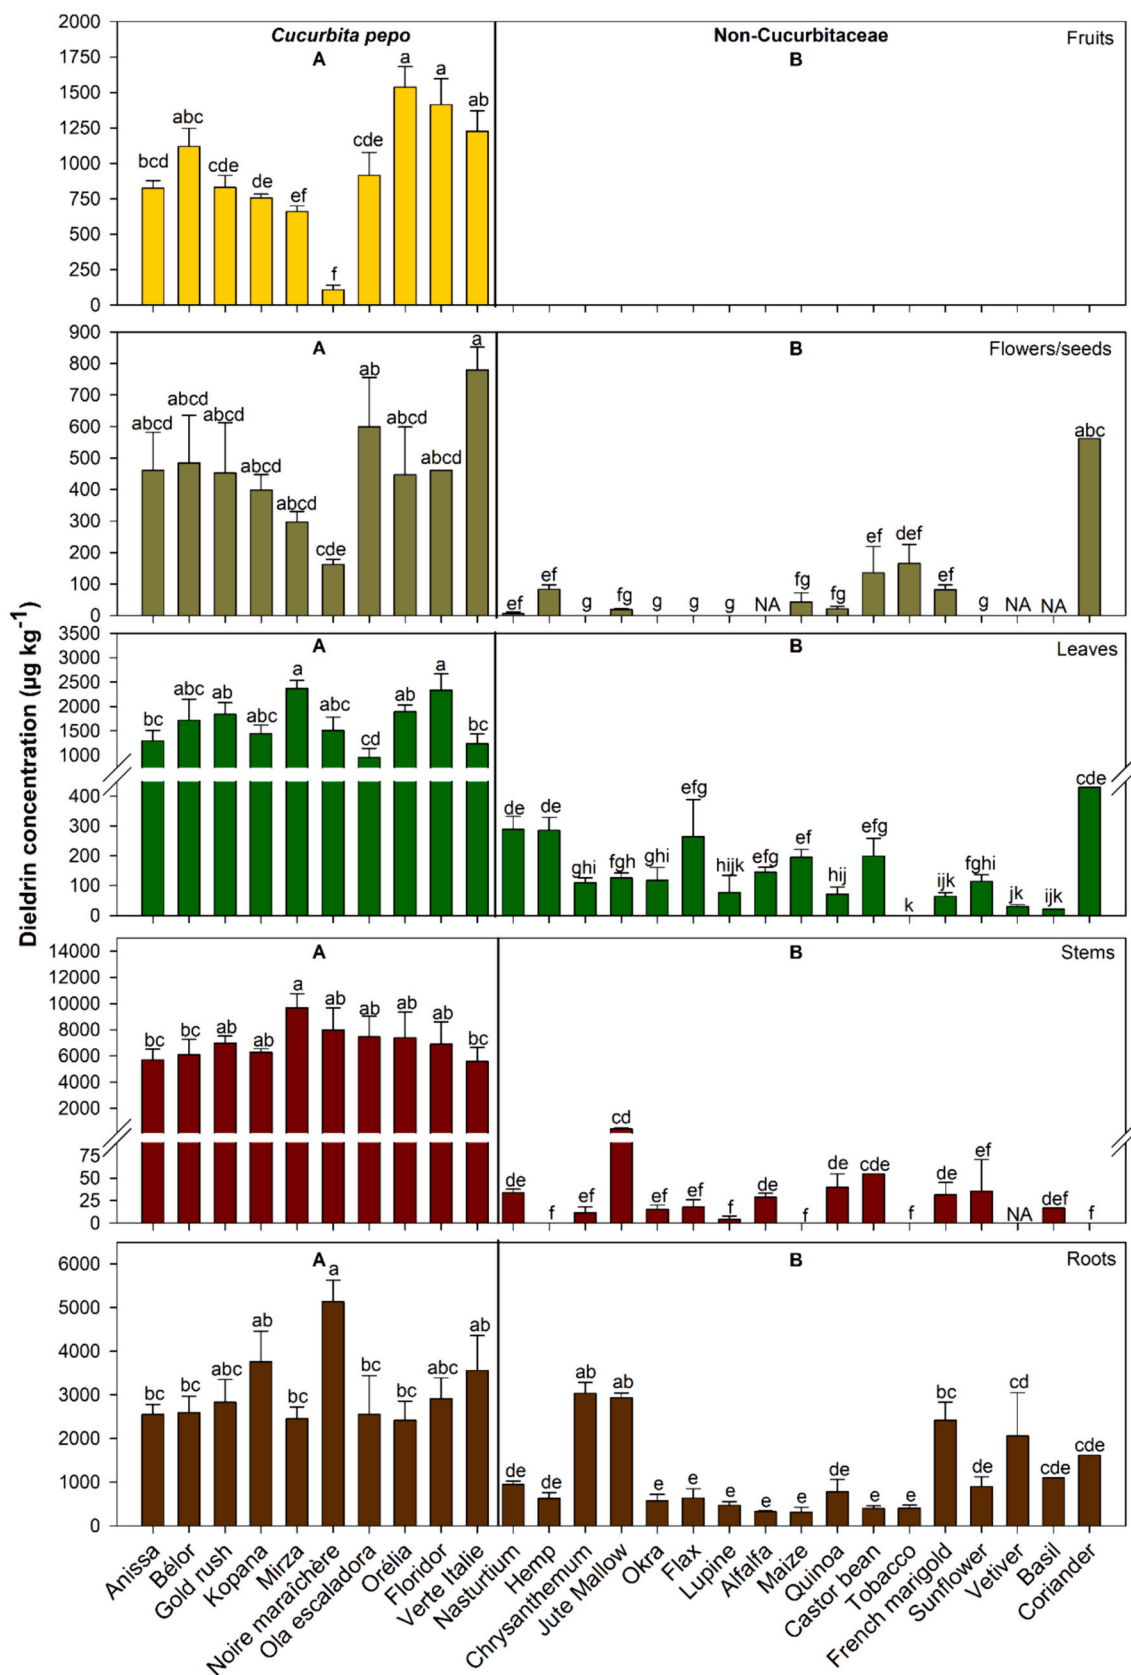 Dieldrin concentration (µg kg⁻¹)
Cucurbita pepo
Non-Cucurbitaceae
Fruits
A
B
2000
1750
1500
1250
1000
750
500
250
0
bcd abc cde de ef f cde a a ab
A
B
Flowers/seeds
900
800
700
600
500
400
300
200
100
0
abcd abcd abcd abcd abcd cde ab abcd abcd a ef ef g fg g g g NA fg fg ef def ef g NA NA abc
A
B
Leaves
3500
3000
2500
2000
1500
1000
400
300
200
100
0
bc abc ab abc a abc cd ab a bc de de ghi fgh ghi efg hijk efg ef hij efg k ijk fghi jk ijk cde
A
B
Stems
14000
12000
10000
8000
6000
4000
2000
75
50
25
0
bc bc ab ab a ab ab ab ab bc de f ef cd ef ef f de f de cde f de ef NA def f
A
B
Roots
6000
5000
4000
3000
2000
1000
0
bc bc abc ab bc a bc bc abc ab de de ab ab e e e e e de e e bc de cd cde cde
Anissa
Bélor
Gold rush
Kopana
Mirza
Noire maraîchère
Ola escaladora
Orélia
Floridor
Verte Italie
Nasturtium
Hemp
Chrysanthemum
Jute Mallow
Okra
Flax
Lupine
Alfalfa
Maize
Quinoa
Castor bean
Tobacco
French marigold
Sunflower
Vetiver
Basil
Coriander